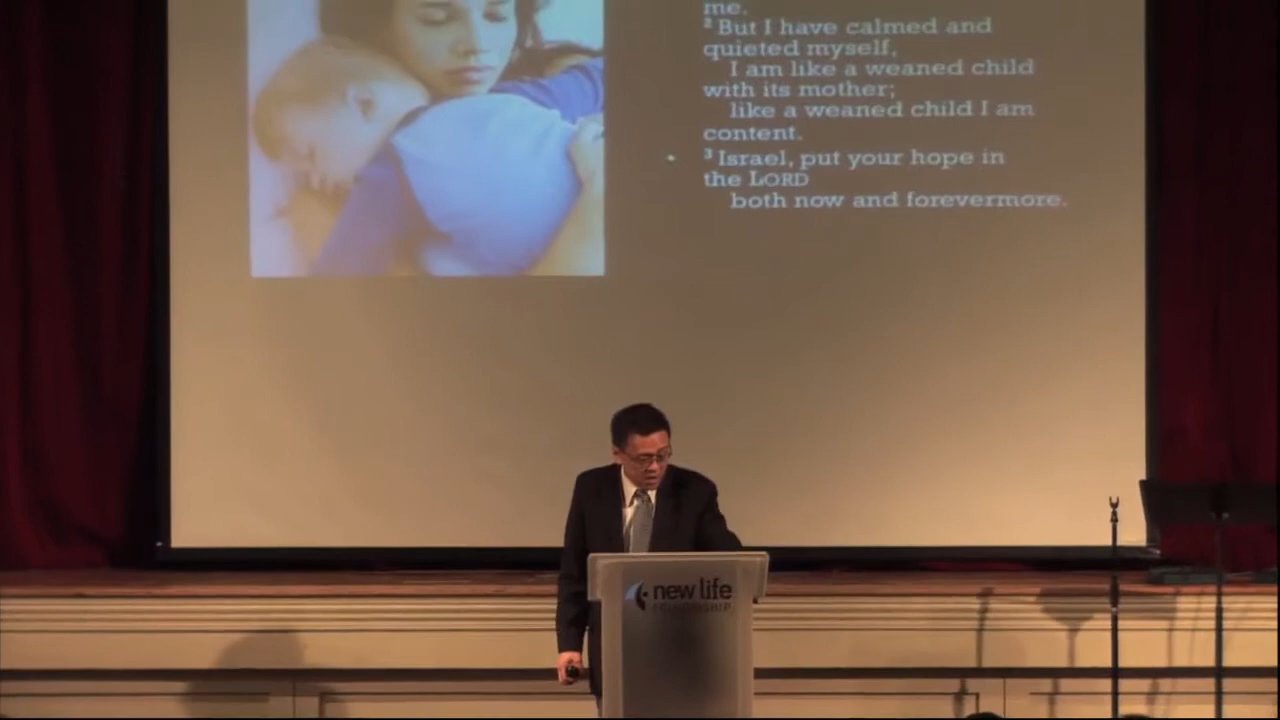 me.
² But I have calmed and
quieted myself,
I am like a weaned child
with its mother;
like a weaned child I am
content.
³ Israel, put your hope in
the LORD
both now and forevermore.
new life
FELLOWSHIP